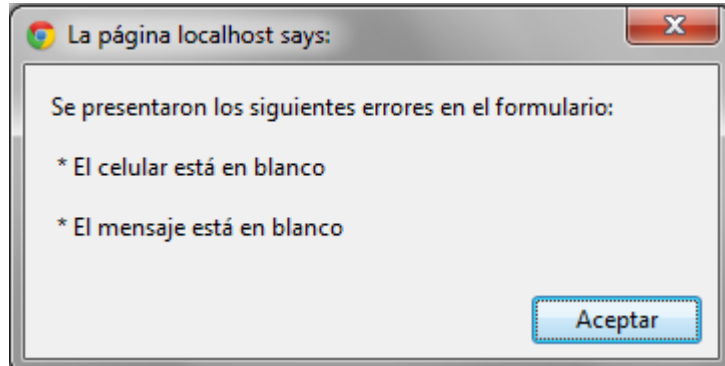 La página localhost says:
Se presentaron los siguientes errores en el formulario:
* El celular está en blanco
* El mensaje está en blanco
Aceptar